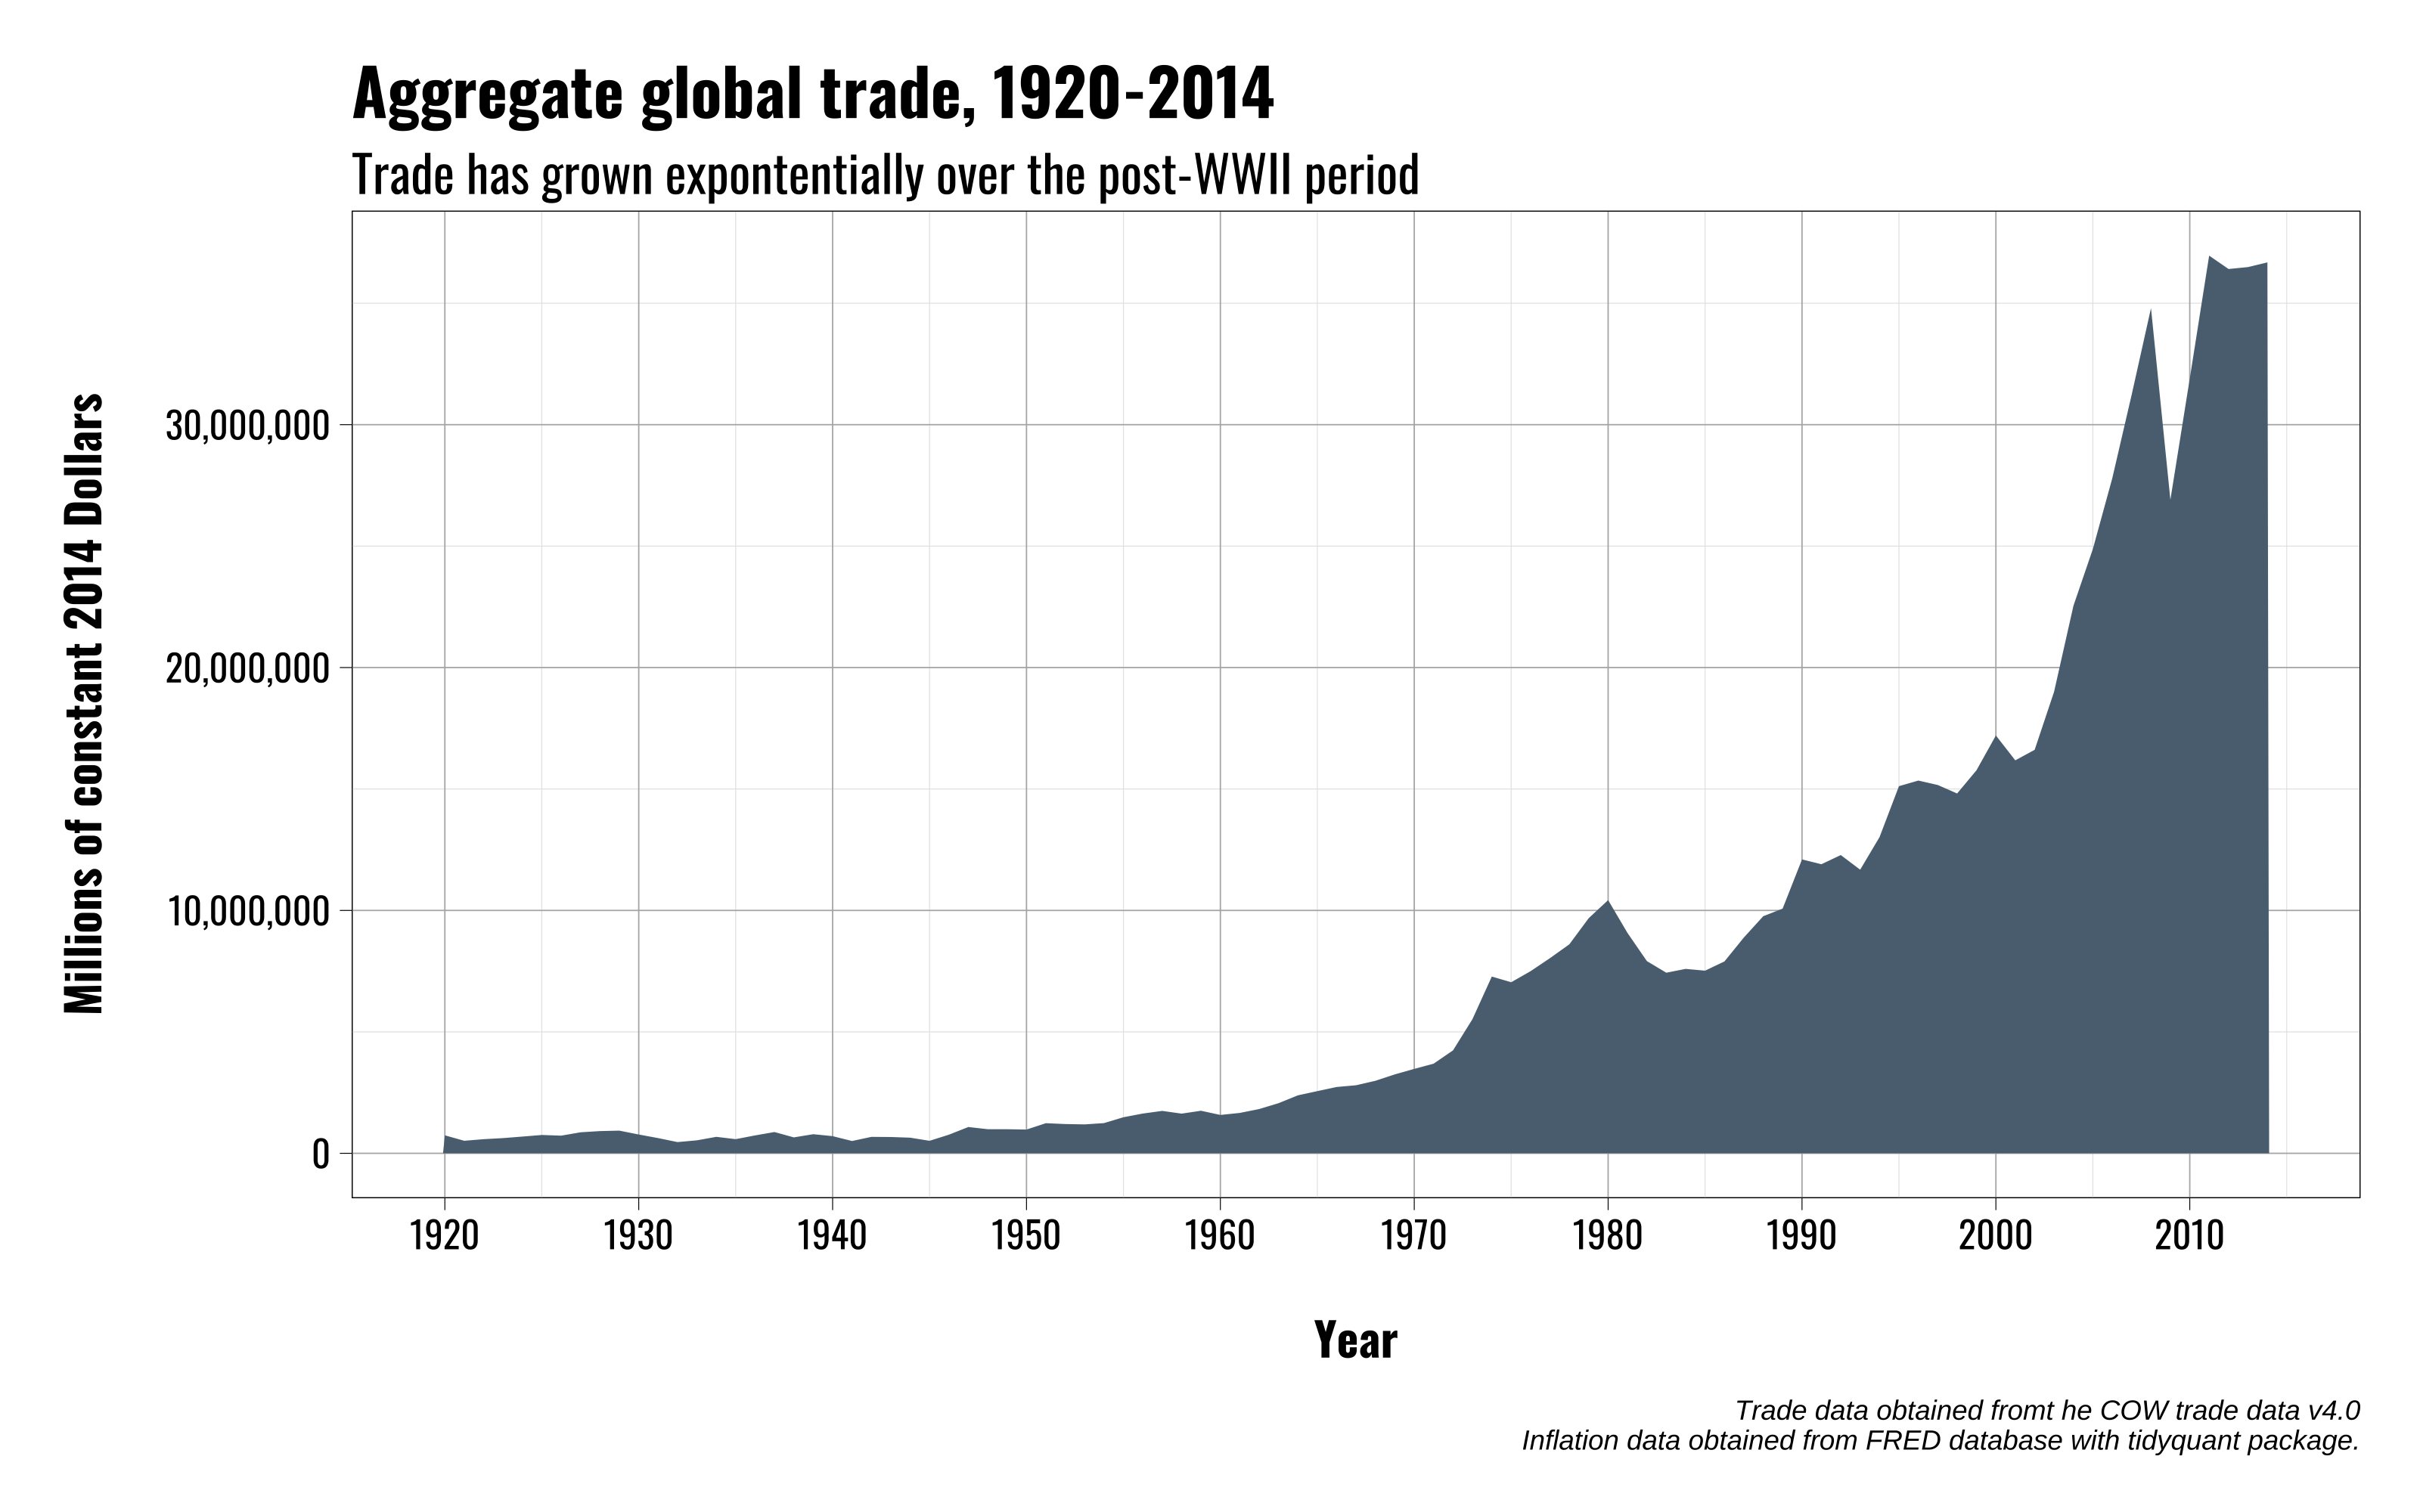 Aggregate global trade, 1920-2014
Trade has grown expontentially over the post-WWII period
Millions of constant 2014 Dollars
30,000,000
20,000,000
10,000,000
0
1920 1930 1940 1950 1960 1970 1980 1990 2000 2010
Year
Trade data obtained fromt he COW trade data v4.0
Inflation data obtained from FRED database with tidyquant package.